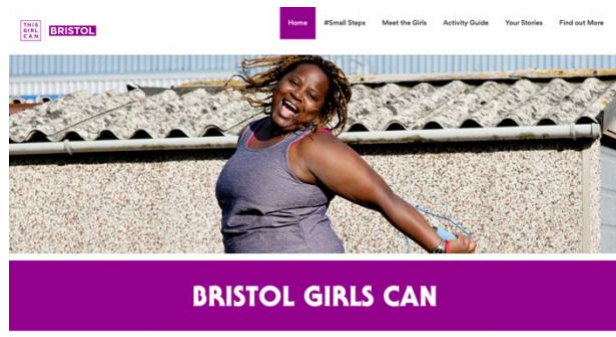 THIS
GIRL
CAN
BRISTOL
Home #Small Steps Meet the Girls Activity Guide Your Stories Find out More
BRISTOL GIRLS CAN